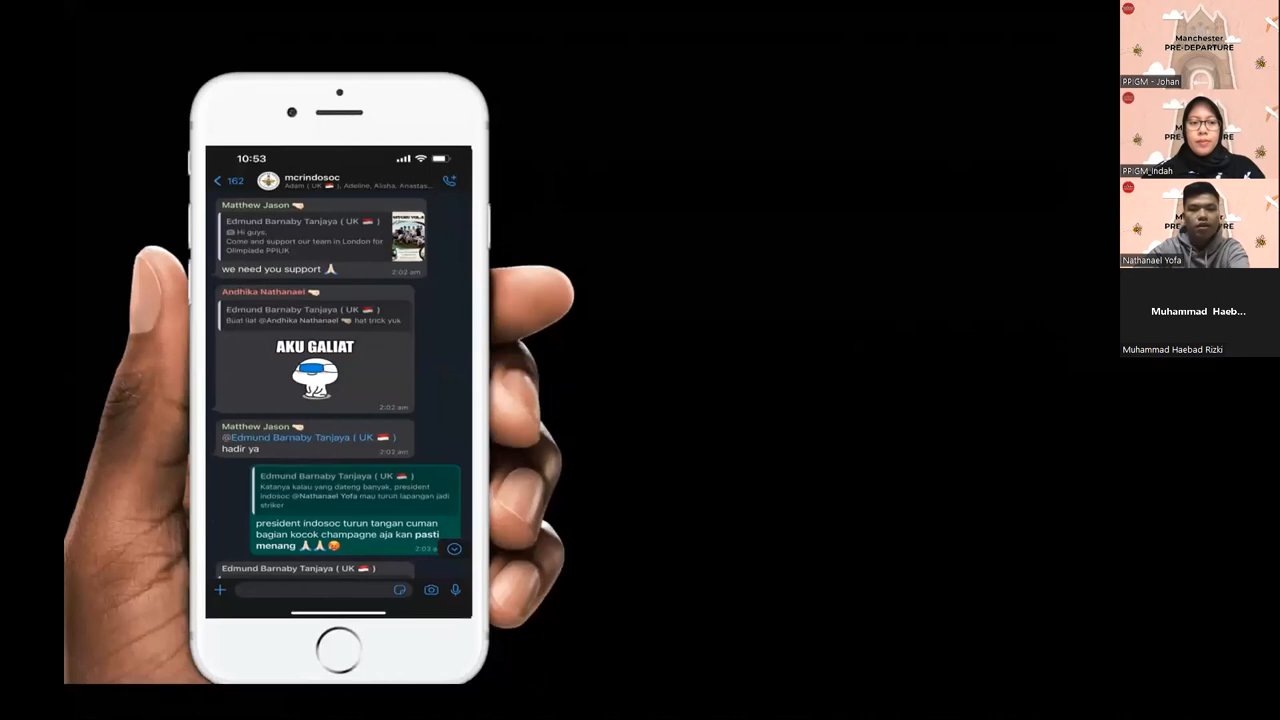 10:53
162
mcrindosoc
Adam ( UK 🇮🇩 ), Adeline, Alisha, Anastas...
Matthew Jason 🤜🏻
Edmund Barnaby Tanjaya ( UK 🇮🇩 )
Hi guys,
Come and support our team in London for
Olimpiade PPIUK
we need you support 🙏🏻
2:02 am
Andhika Nathanael 🤜🏻
Edmund Barnaby Tanjaya ( UK 🇮🇩 )
Buat liat @Andhika Nathanael 🤜🏻 hat trick yuk
AKU GALIAT
2:02 am
Matthew Jason 🤜🏻
@Edmund Barnaby Tanjaya ( UK 🇮🇩 )
hadir ya
2:02 am
Edmund Barnaby Tanjaya ( UK 🇮🇩 )
Katanya kalau yang dateng banyak, president
indosoc @Nathanael Yofa mau turun lapangan jadi
striker
president indosoc turun tangan cuman
bagian kocok champagne aja kan pasti
menang 🙏🏻🙏🏻🥵
2:03 a
Edmund Barnaby Tanjaya ( UK 🇮🇩 )
Manchester
PRE-DEPARTURE
PPIGM - Johan
PPIGM_Indah
Nathanael Yofa
Muhammad Haeb...
Muhammad Haebad Rizki